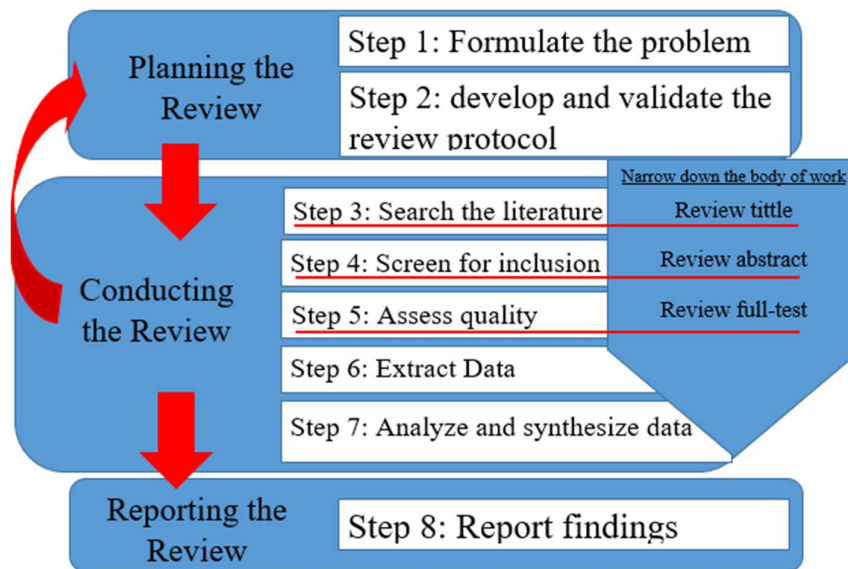 Planning the
Review
Step 1: Formulate the problem
Step 2: develop and validate the
review protocol
Narrow down the body of work
Conducting
the Review
Step 3: Search the literature
Review tittle
Step 4: Screen for inclusion
Review abstract
Step 5: Assess quality
Review full-test
Step 6: Extract Data
Step 7: Analyze and synthesize data
Reporting the
Review
Step 8: Report findings